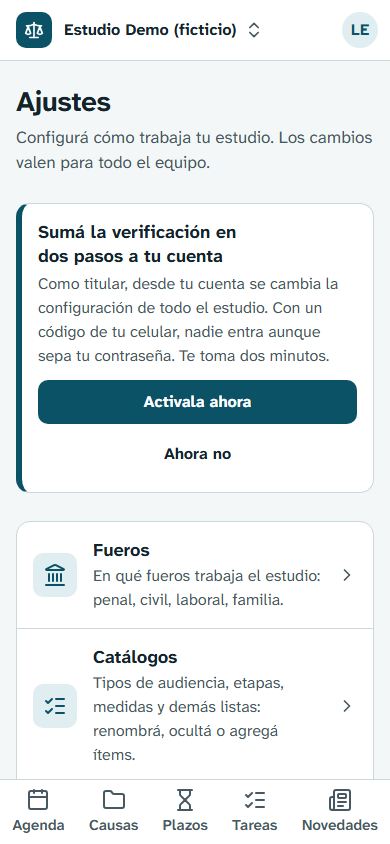 Estudio Demo (ficticio)
LE
Ajustes
Configurá cómo trabaja tu estudio. Los cambios
valen para todo el equipo.
Sumá la verificación en
dos pasos a tu cuenta
Como titular, desde tu cuenta se cambia la
configuración de todo el estudio. Con un
código de tu celular, nadie entra aunque
sepa tu contraseña. Te toma dos minutos.
Activala ahora
Ahora no
Fueros
En qué fueros trabaja el estudio:
penal, civil, laboral, familia.
Catálogos
Tipos de audiencia, etapas,
medidas y demás listas:
renombrá, ocultá o agregá
ítems.
Agenda
Causas
Plazos
Tareas
Novedades